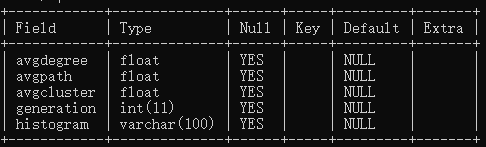 | Field | Type | Null | Key | Default | Extra |
| avgdegree | float | YES | | NULL | |
| avgpath | float | YES | | NULL | |
| avgcluster | float | YES | | NULL | |
| generation | int(11) | YES | | NULL | |
| histogram | varchar(100) | YES | | NULL | |